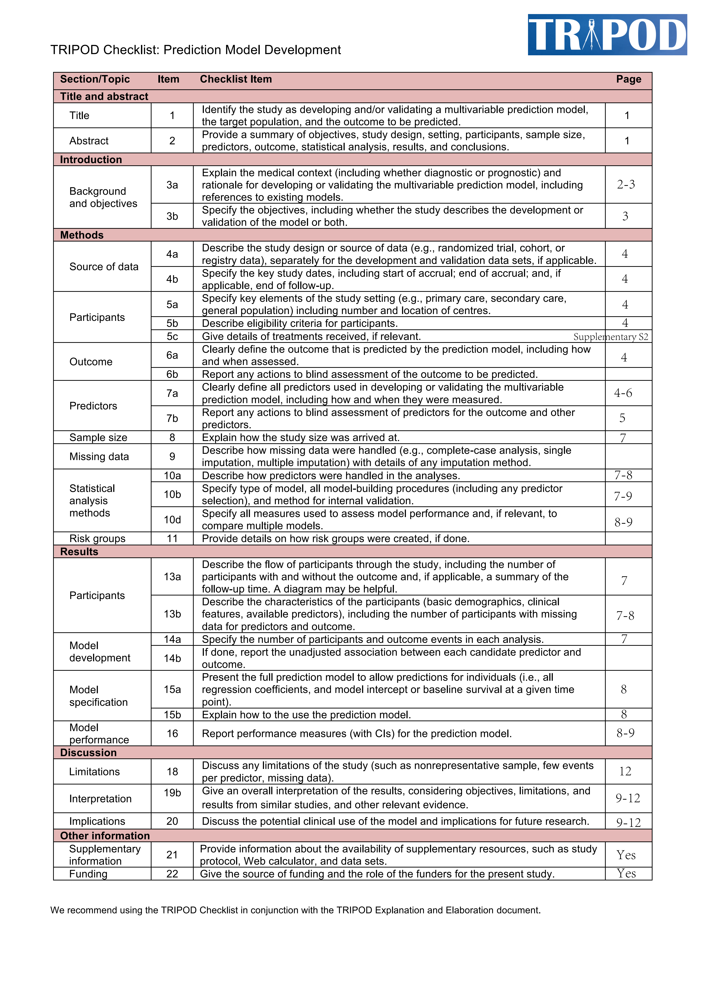 TRIPOD
TRIPOD Checklist: Prediction Model Development
Section/Topic Item Checklist Item Page
Title and abstract
Title 1 Identify the study as developing and/or validating a multivariable prediction model,
the target population, and the outcome to be predicted. 1
Abstract 2 Provide a summary of objectives, study design, setting, participants, sample size,
predictors, outcome, statistical analysis, results, and conclusions. 1
Introduction
Background
and objectives
3a Explain the medical context (including whether diagnostic or prognostic) and
rationale for developing or validating the multivariable prediction model, including
references to existing models. 2-3
3b Specify the objectives, including whether the study describes the development or
validation of the model or both. 3
Methods
Source of data
4a Describe the study design or source of data (e.g., randomized trial, cohort, or
registry data), separately for the development and validation data sets, if applicable. 4
4b Specify the key study dates, including start of accrual; end of accrual; and, if
applicable, end of follow-up. 4
Participants
5a Specify key elements of the study setting (e.g., primary care, secondary care,
general population) including number and location of centres. 4
5b Describe eligibility criteria for participants. 4
5c Give details of treatments received, if relevant. Supplementary S2
Outcome
6a Clearly define the outcome that is predicted by the prediction model, including how
and when assessed. 4
6b Report any actions to blind assessment of the outcome to be predicted.
Predictors
7a Clearly define all predictors used in developing or validating the multivariable
prediction model, including how and when they were measured. 4-6
7b Report any actions to blind assessment of predictors for the outcome and other
predictors. 5
Sample size 8 Explain how the study size was arrived at. 7
Missing data 9 Describe how missing data were handled (e.g., complete-case analysis, single
imputation, multiple imputation) with details of any imputation method.
Statistical
analysis
methods
10a Describe how predictors were handled in the analyses. 7-8
10b Specify type of model, all model-building procedures (including any predictor
selection), and method for internal validation. 7-9
10d Specify all measures used to assess model performance and, if relevant, to
compare multiple models. 8-9
Risk groups 11 Provide details on how risk groups were created, if done.
Results
Participants
13a Describe the flow of participants through the study, including the number of
participants with and without the outcome and, if applicable, a summary of the
follow-up time. A diagram may be helpful. 7
13b Describe the characteristics of the participants (basic demographics, clinical
features, available predictors), including the number of participants with missing
data for predictors and outcome. 7-8
Model
development
14a Specify the number of participants and outcome events in each analysis. 7
14b If done, report the unadjusted association between each candidate predictor and
outcome.
Model
specification
15a Present the full prediction model to allow predictions for individuals (i.e., all
regression coefficients, and model intercept or baseline survival at a given time
point). 8
15b Explain how to the use the prediction model. 8
Model
performance
16 Report performance measures (with CIs) for the prediction model. 8-9
Discussion
Limitations 18 Discuss any limitations of the study (such as nonrepresentative sample, few events
per predictor, missing data). 12
Interpretation 19b Give an overall interpretation of the results, considering objectives, limitations, and
results from similar studies, and other relevant evidence. 9-12
Implications 20 Discuss the potential clinical use of the model and implications for future research. 9-12
Other information
Supplementary
information
21 Provide information about the availability of supplementary resources, such as study
protocol, Web calculator, and data sets. Yes
Funding 22 Give the source of funding and the role of the funders for the present study. Yes
We recommend using the TRIPOD Checklist in conjunction with the TRIPOD Explanation and Elaboration document.